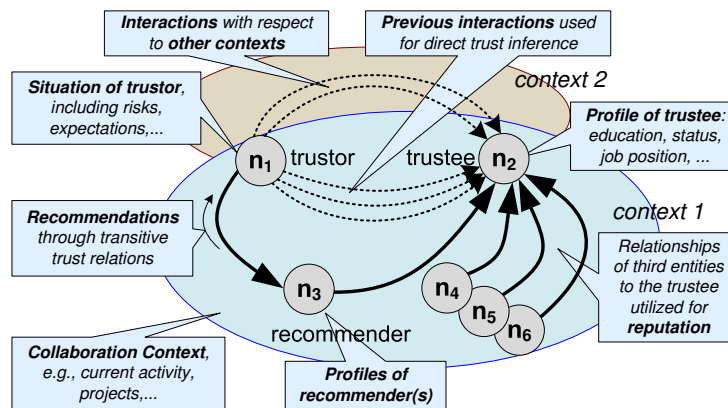 Interactions with respect
to other contexts
Previous interactions used
for direct trust inference
context 2
Situation of trustor,
including risks,
expectations,...
Profile of trustee:
education, status,
job position, ...
n1 trustor
trustee n2
context 1
Recommendations
through transitive
trust relations
Relationships
of third entities
to the trustee
utilized for
reputation
n3
n4
n5
n6
recommender
Collaboration Context,
e.g., current activity,
projects,...
Profiles of
recommender(s)